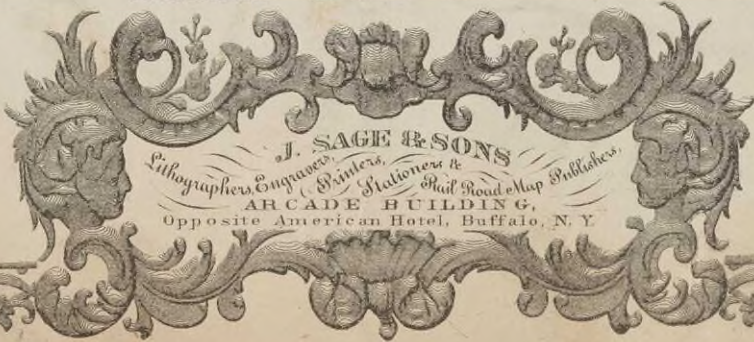 J. SAGE & SONS
Lithographers, Engravers, Printers, Stationers & Rail Road Map Publishers,
ARCADE BUILDING,
Opposite American Hotel, Buffalo, N. Y.